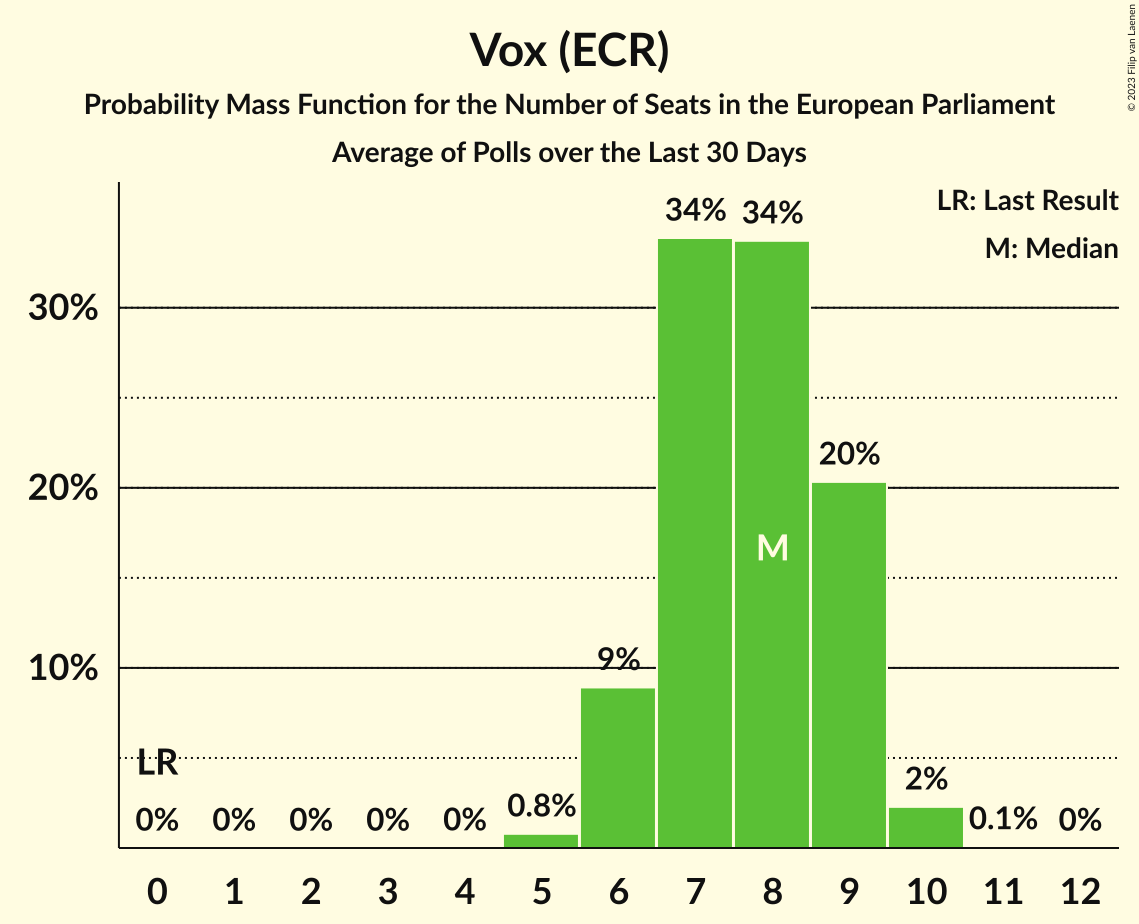 Vox (ECR)
Probability Mass Function for the Number of Seats in the European Parliament
Average of Polls over the Last 30 Days
© 2023 Filip van Laenen
LR: Last Result
M: Median
34% 34%
30%
20%
20%
M
10%
9%
LR
0% 0% 0% 0% 0% 0.8% 2% 0.1% 0%
0 1 2 3 4 5 6 7 8 9 10 11 12